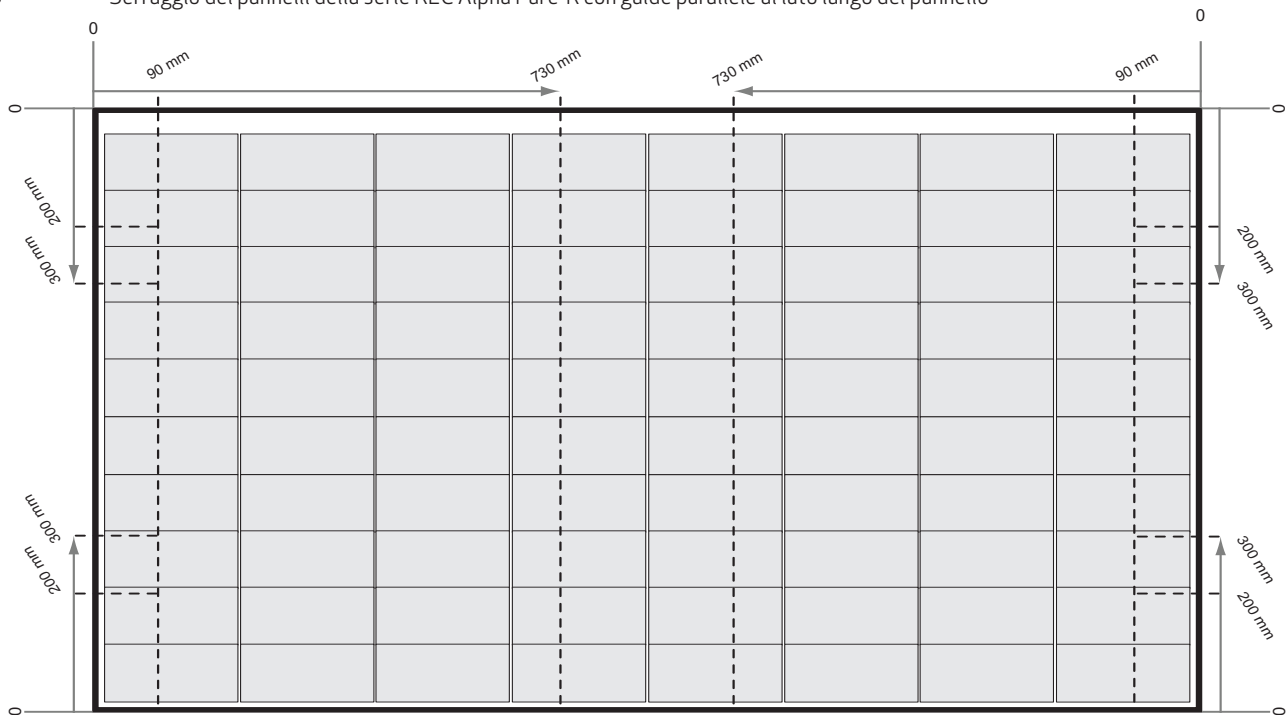 Serraggio dei pannelli della serie REC Alpha Pure-R con guide parallele al lato lungo del pannello
0
0
90 mm
730 mm
730 mm
90 mm
0
0
200 mm
300 mm
200 mm
300 mm
300 mm
200 mm
300 mm
200 mm
0
0